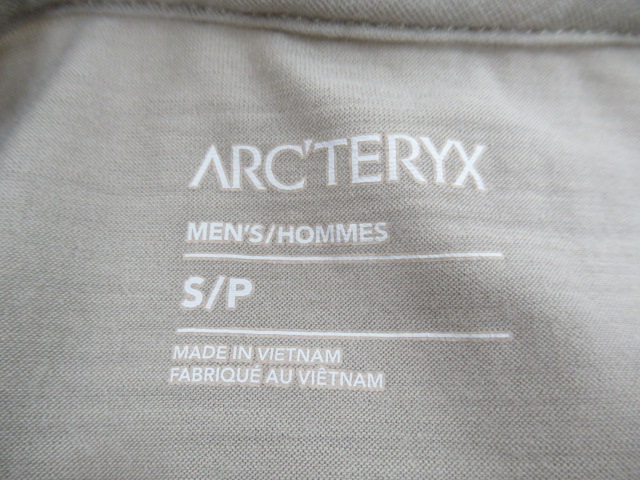 ARC'TERYX
MEN'S/HOMMES
S/P
MADE IN VIETNAM
FABRIQUÉ AU VIÊTNAM